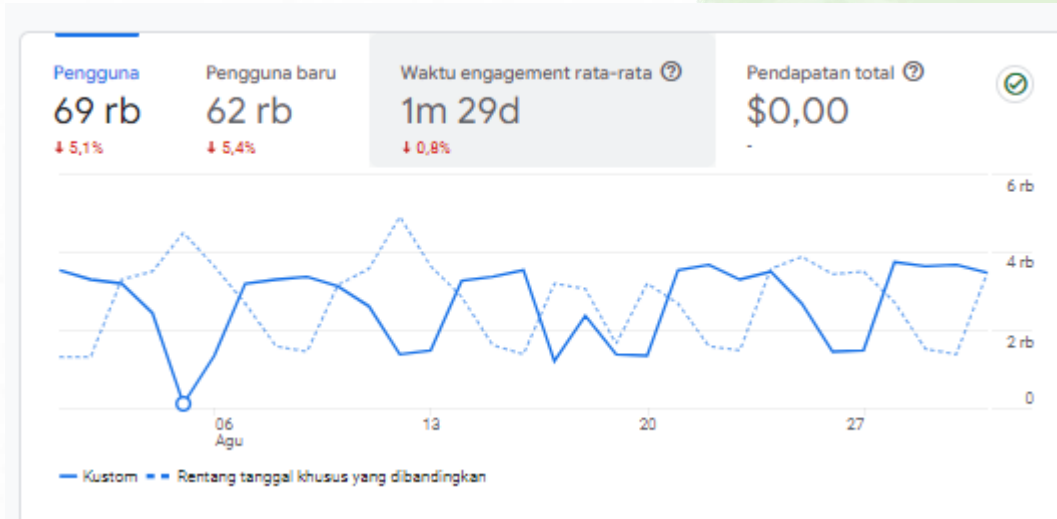 Pengguna
69 rb
↓ 5,1%
Pengguna baru
62 rb
↓ 5,4%
Waktu engagement rata-rata
1m 29d
↓ 0,8%
Pendapatan total
$0,00
-
6 rb
4 rb
2 rb
0
06
Agu
13
20
27
Kustom
Rentang tanggal khusus yang dibandingkan